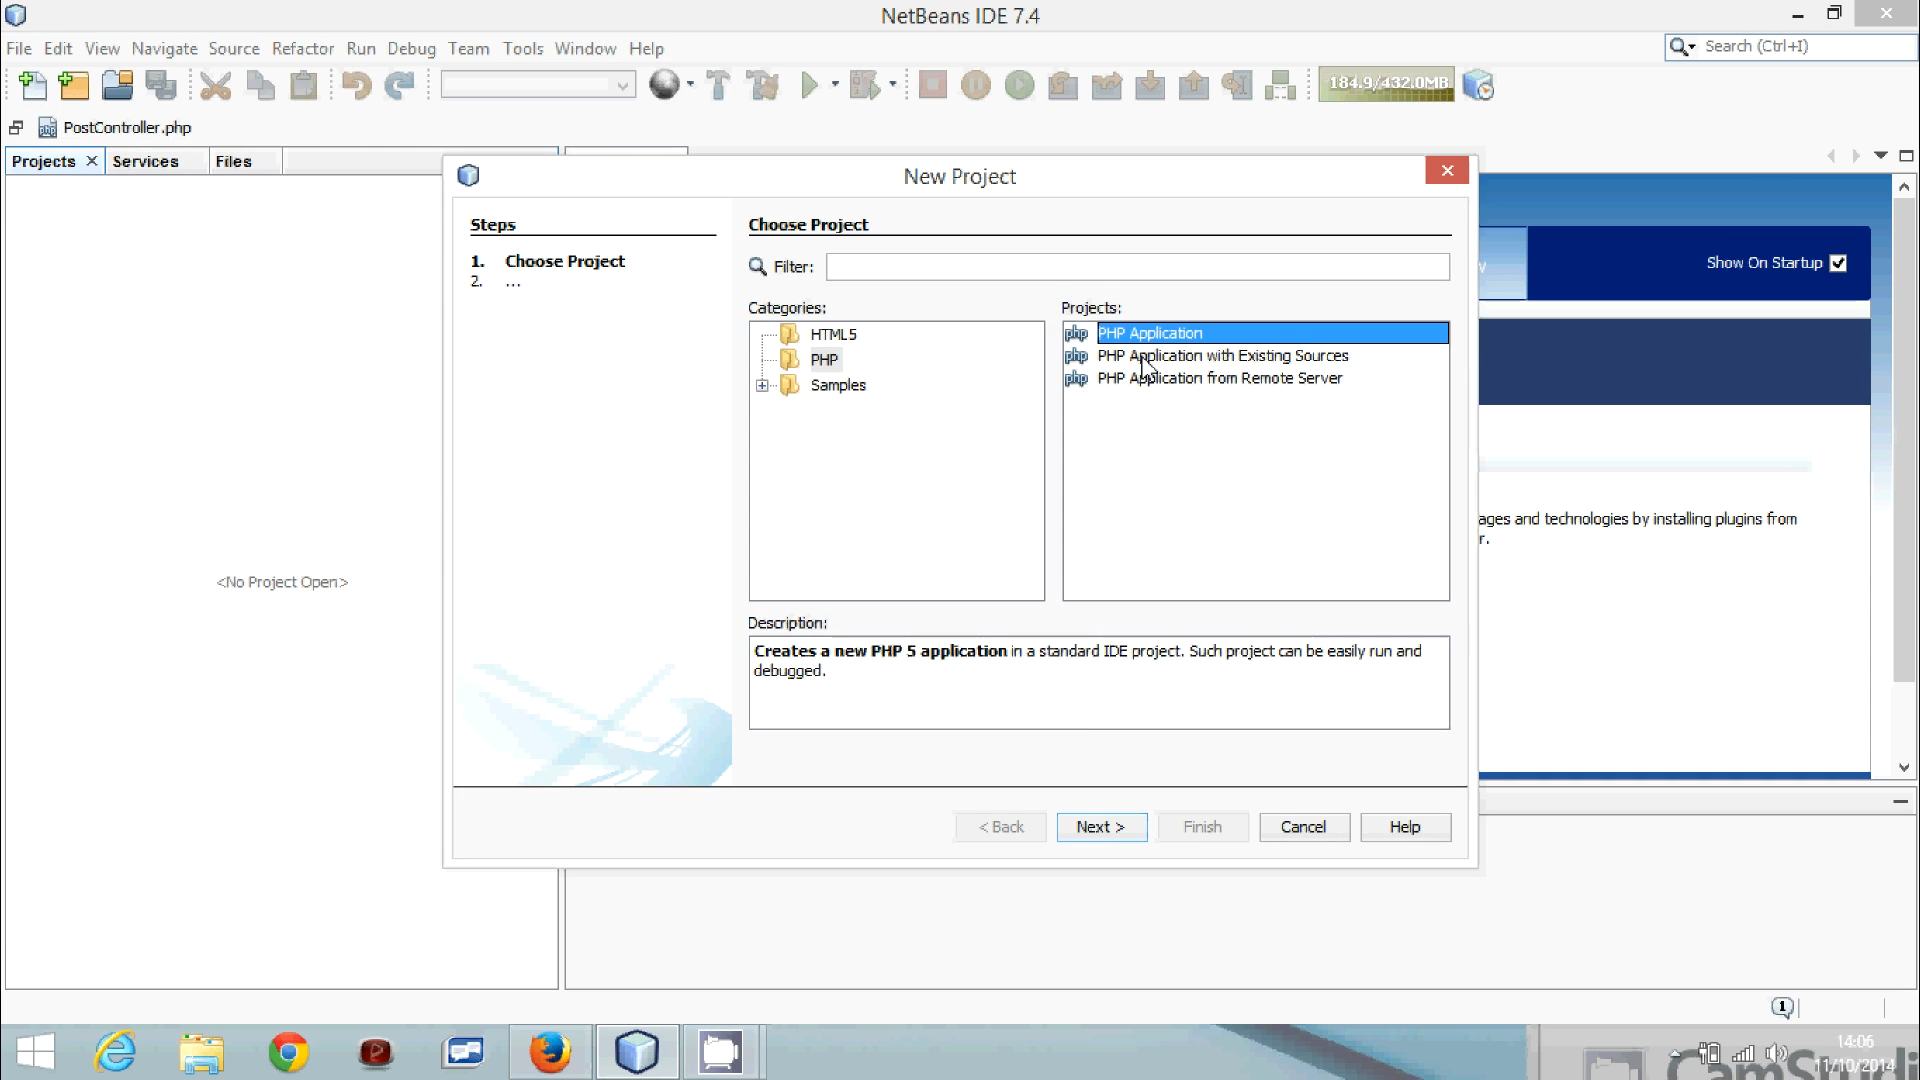 NetBeans IDE 7.4
File Edit View Navigate Source Refactor Run Debug Team Tools Window Help
Search (Ctrl+I)
184.9/432.0MB
PostController.php
Projects Services Files
New Project
Steps
Choose Project
1. Choose Project
2. ...
Filter:
Show On Startup
Categories:
Projects:
HTML5
PHP
Samples
PHP Application
PHP Application with Existing Sources
PHP Application from Remote Server
ages and technologies by installing plugins from
r.
<No Project Open>
Description:
Creates a new PHP 5 application in a standard IDE project. Such project can be easily run and
debugged.
< Back Next > Finish Cancel Help
1
14:06
11/10/2014